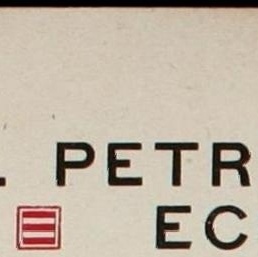 . PETR
EC